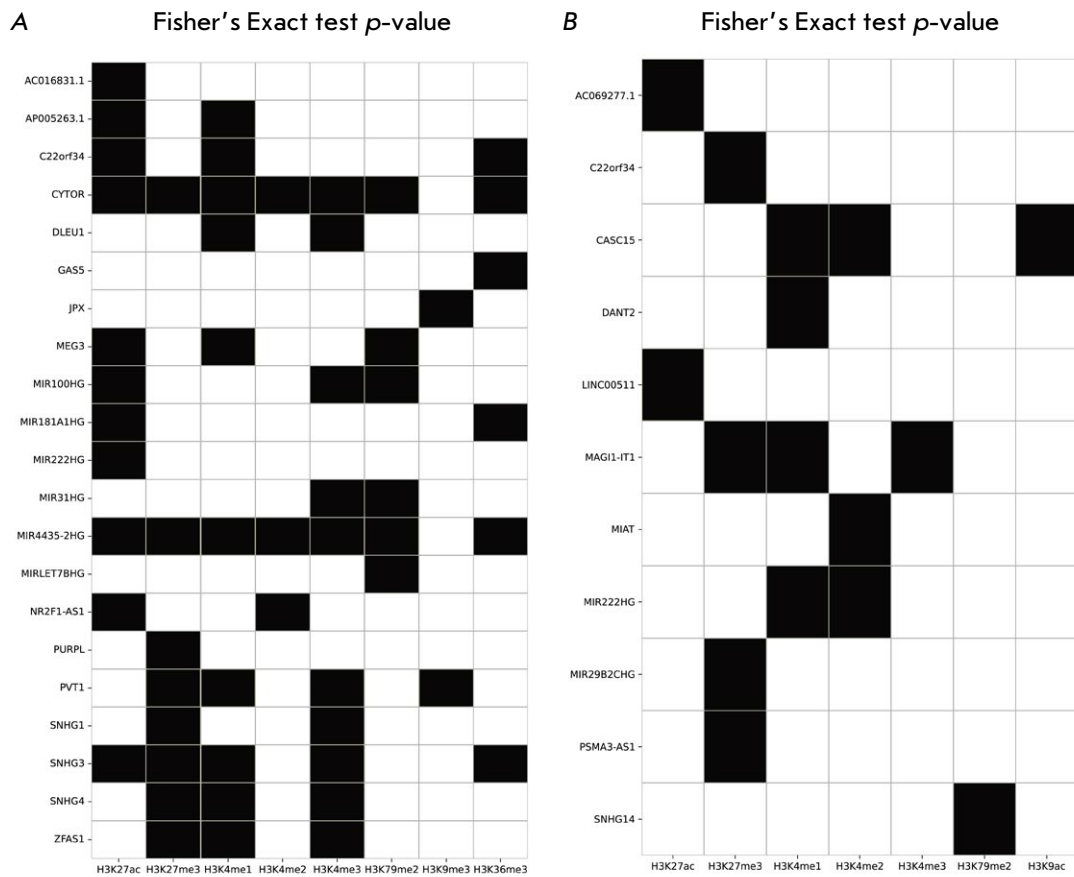 A Fisher's Exact test p-value
AC016831.1
AP005263.1
C22orf34
CYTOR
DLEU1
GAS5
JPX
MEG3
MIR100HG
MIR181A1HG
MIR222HG
MIR31HG
MIR4435-2HG
MIRLET7BHG
NR2F1-AS1
PURPL
PVT1
SNHG1
SNHG3
SNHG4
ZFAS1
H3K27ac H3K27me3 H3K4me1 H3K4me2 H3K4me3 H3K79me2 H3K9me3 H3K36me3
B Fisher's Exact test p-value
AC069277.1
C22orf34
CASC15
DANT2
LINC00511
MAGI1-IT1
MIAT
MIR222HG
MIR29B2CHG
PSMA3-AS1
SNHG14
H3K27ac H3K27me3 H3K4me1 H3K4me2 H3K4me3 H3K79me2 H3K9ac